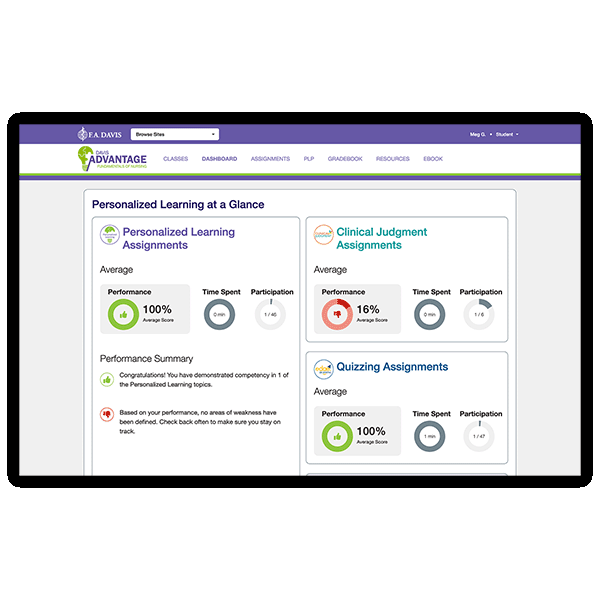 F.A. DAVIS
Browse Sites
Meg G. • Student
DAVIS
ADVANTAGE
FUNDAMENTALS OF NURSING
CLASSES
DASHBOARD
ASSIGNMENTS
PLP
GRADEBOOK
RESOURCES
EBOOK
Personalized Learning at a Glance
Personalized Learning
Assignments
Average
Performance
100%
Average Score
Time Spent
0 min
Participation
1 / 46
Performance Summary
Congratulations! You have demonstrated competency in 1 of
the Personalized Learning topics.
Based on your performance, no areas of weakness have
been defined. Check back often to make sure you stay on
track.
Clinical Judgment
Assignments
Average
Performance
16%
Average Score
Time Spent
0 min
Participation
1 / 6
Quizzing Assignments
Average
Performance
100%
Average Score
Time Spent
1 min
Participation
1 / 47